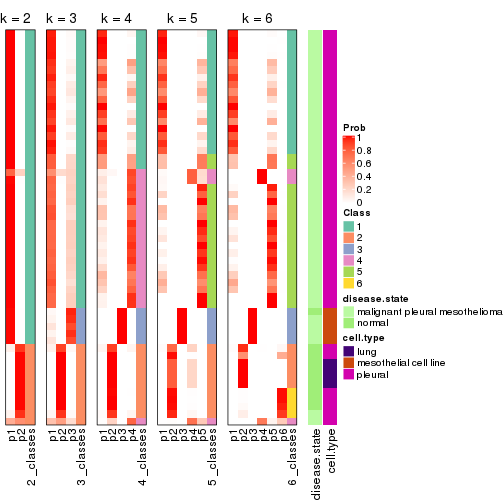 k = 2
k = 3
k = 4
k = 5
k = 6
p1
p2
2_classes
p1
p2
p3
3_classes
p1
p2
p3
p4
4_classes
p1
p2
p3
p4
p5
5_classes
p1
p2
p3
p4
p5
p6
6_classes
disease.state
cell.type
Prob
1
0.8
0.6
0.4
0.2
0
Class
1
2
3
4
5
6
disease.state
malignant pleural mesothelioma
normal
cell.type
lung
mesothelial cell line
pleural